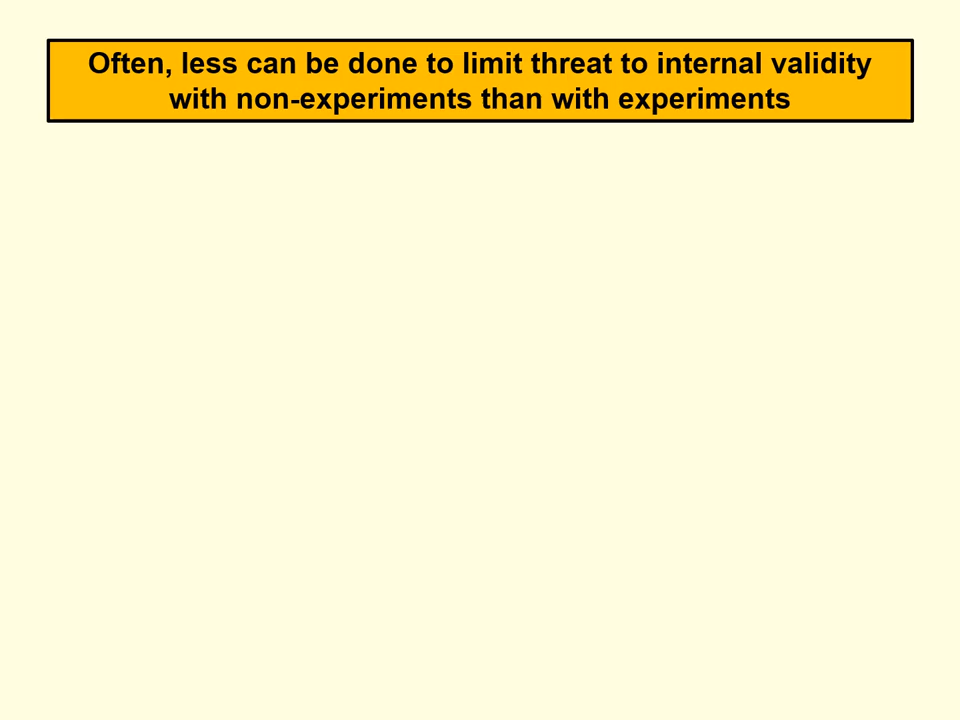 Often, less can be done to limit threat to internal validity
with non-experiments than with experiments